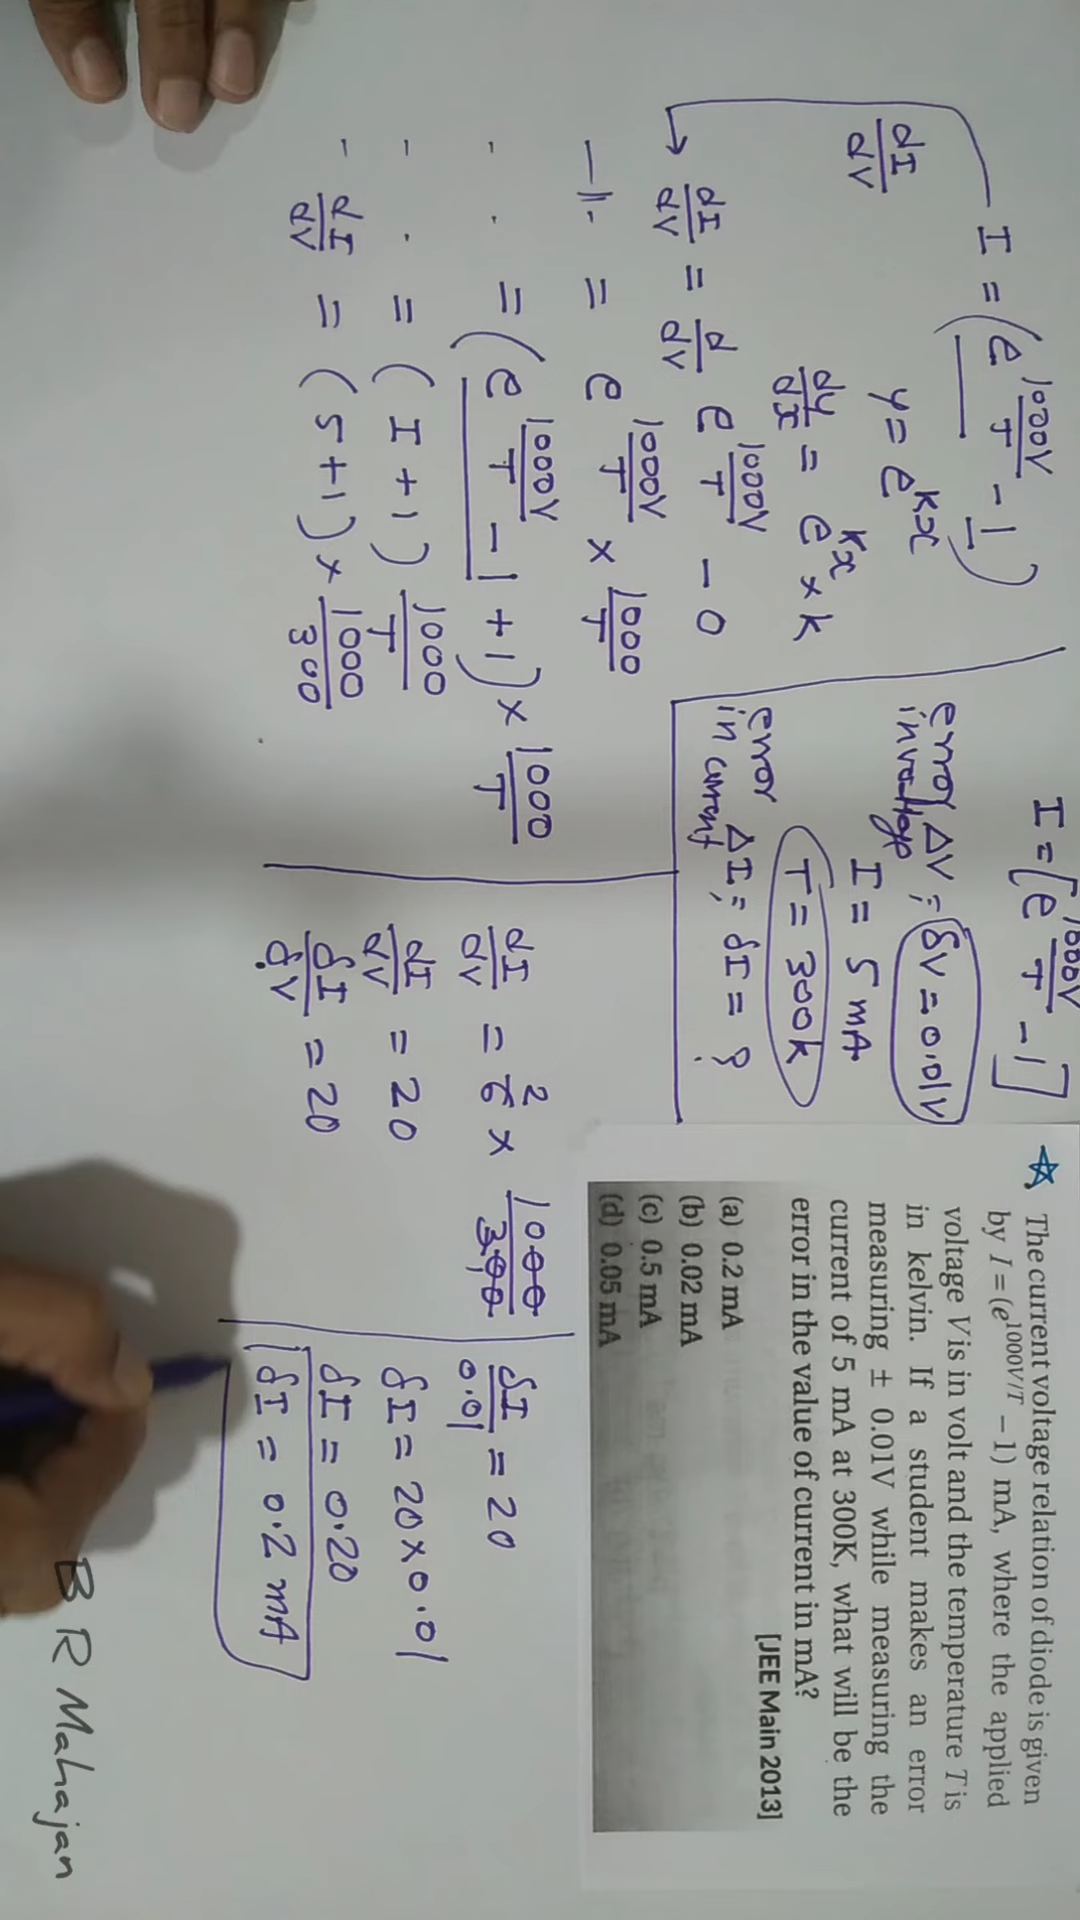 I = (e^{1000V/T} - 1)
dI/dV
y = e^{kx}
dy/dx = e^{kx} × k
dI/dV = d/dV e^{1000V/T} - 0
-॥- = e^{1000V/T} × 1000/T
- . = (e^{1000V/T} - 1 + 1) × 1000/T
- . = (I + 1) 1000/T
- dI/dV = (5 + 1) × 1000/300
I = [e^{1000V/T} - 1]
error in voltage ΔV = δV = 0.01V
I = 5 mA
T = 300k
error in current ΔI = δI = ?
dI/dV = 6 2 × 1000/300
dI/dV = 20
δI/δV = 20
☆ The current voltage relation of diode is given
by I = (e^{1000V/T} – 1) mA, where the applied
voltage V is in volt and the temperature T is
in kelvin. If a student makes an error
measuring ± 0.01V while measuring the
current of 5 mA at 300K, what will be the
error in the value of current in mA?
[JEE Main 2013]
(a) 0.2 mA
(b) 0.02 mA
(c) 0.5 mA
(d) 0.05 mA
δI/0.01 = 20
δI = 20 × 0.01
δI = 0.20
δI = 0.2 mA
B R Mahajan